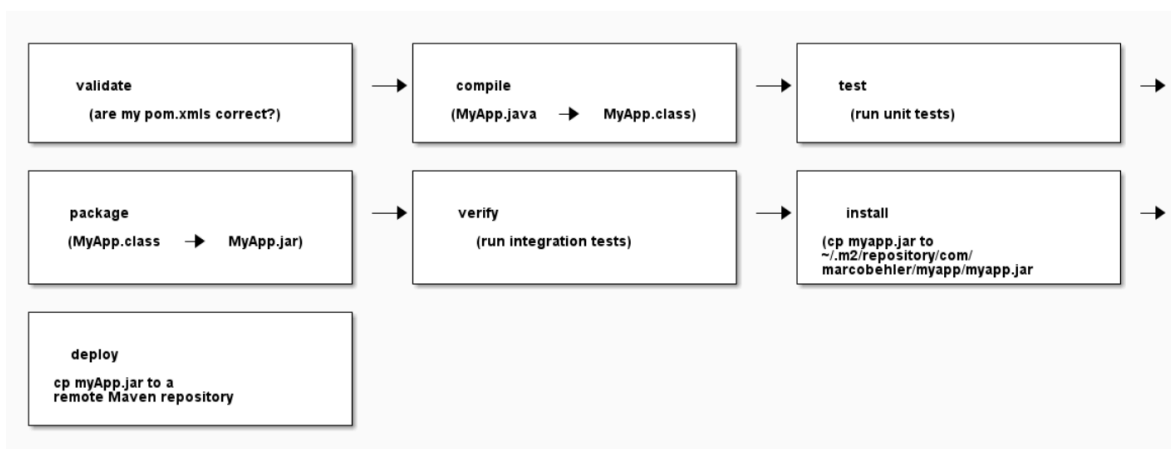 validate
(are my pom.xmls correct?)
compile
(MyApp.java → MyApp.class)
test
(run unit tests)
package
(MyApp.class → MyApp.jar)
verify
(run integration tests)
install
(cp myapp.jar to
~/.m2/repository/com/
marcobehler/myapp/myapp.jar
deploy
cp myApp.jar to a
remote Maven repository